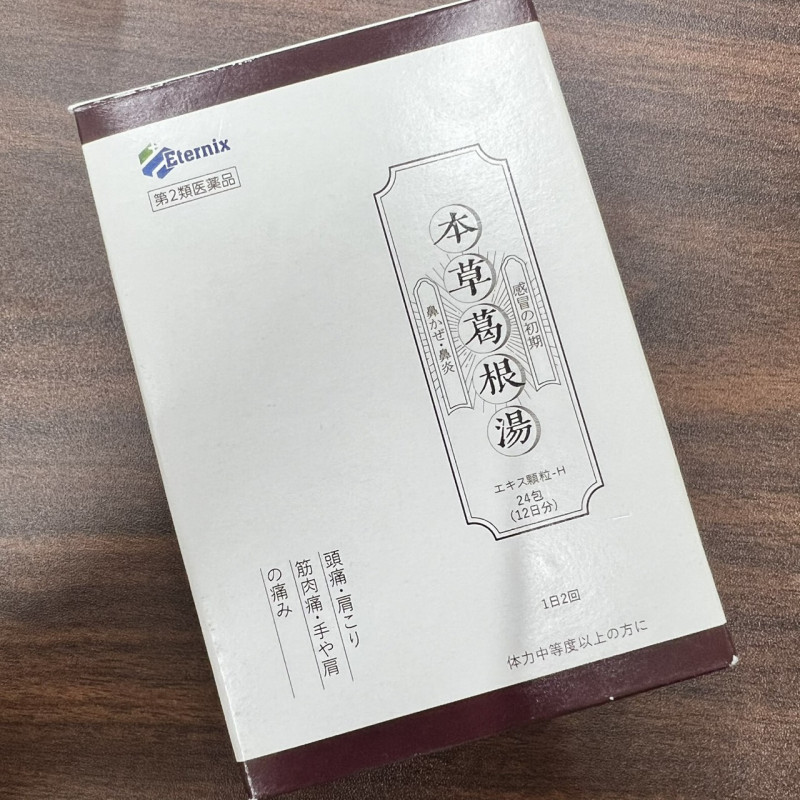 Eternix
第2類医薬品
本草葛根湯
感冒の初期
鼻かぜ・鼻炎
エキス顆粒-H
24包
(12日分)
頭痛・肩こり
筋肉痛・手や肩
の痛み
1日2回
体力中等度以上の方に